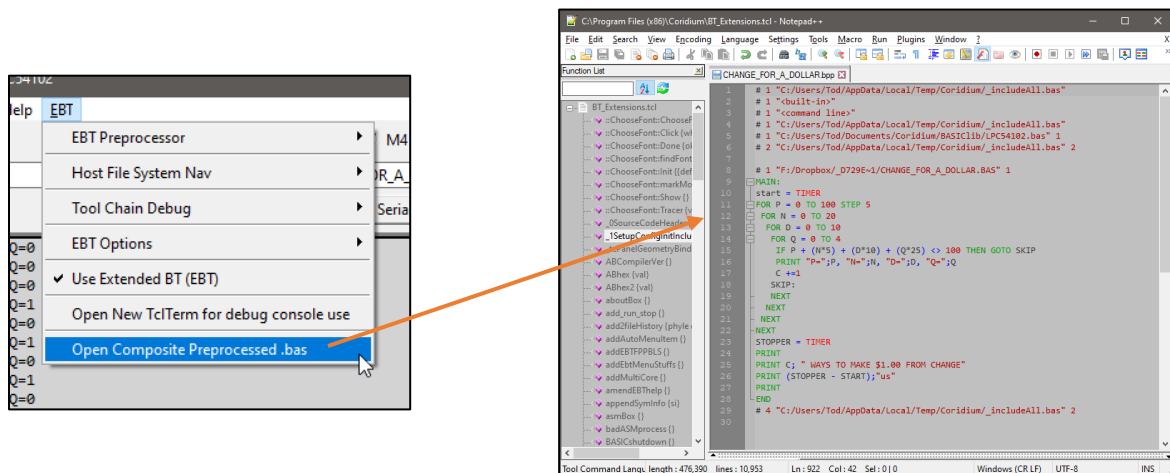 54102
Help EBT
EBT Preprocessor
M4
Host File System Nav
OR_A_
Tool Chain Debug
Seria
EBT Options
Use Extended BT (EBT)
Open New TclTerm for debug console use
Open Composite Preprocessed .bas
Q=0
Q=0
Q=0
Q=1
Q=0
Q=1
Q=0
Q=1
Q=0
C:\Program Files (x86)\Coridium\BT_Extensions.tcl - Notepad++
File Edit Search View Encoding Language Settings Tools Macro Run Plugins Window ? X
Function List
CHANGE_FOR_A_DOLLAR.bpp
BT_Extensions.tcl
::ChooseFont::ChooseF
::ChooseFont::Click {wh
::ChooseFont::Done {ol
::ChooseFont::findFont
::ChooseFont::Init {{def
::ChooseFont::markMo
::ChooseFont::Show {}
::ChooseFont::Tracer {v
_0SourceCodeHeader
_1SetupConfigInitInclu
PanelGeometryBind
ABCompilerVer {}
ABhex {val}
ABhex2 {val}
aboutBox {}
add_run_stop {}
add2fileHistory {phyle
addAutoMenuItem {}
addEBTFPPBLS {}
addEbtMenuStuffs {}
addMultiCore {}
amendEBThelp {}
appendSymInfo {si}
asmBox {}
badASMprocess {}
BASICshutdown {}
1 # 1 "C:/Users/Tod/AppData/Local/Temp/Coridium/_includeAll.bas"
2 # 1 "<built-in>"
3 # 1 "<command line>"
4 # 1 "C:/Users/Tod/AppData/Local/Temp/Coridium/_includeAll.bas"
5 # 1 "C:/Users/Tod/Documents/Coridium/BASIClib/LPC54102.bas" 1
6 # 2 "C:/Users/Tod/AppData/Local/Temp/Coridium/_includeAll.bas" 2
7
8 # 1 "F:/Dropbox/_D729E~1/CHANGE_FOR_A_DOLLAR.BAS" 1
9 MAIN:
10 start = TIMER
11 FOR P = 0 TO 100 STEP 5
12 FOR N = 0 TO 20
13 FOR D = 0 TO 10
14 FOR Q = 0 TO 4
15 IF P + (N*5) + (D*10) + (Q*25) <> 100 THEN GOTO SKIP
16 PRINT "P=";P, "N=";N, "D=";D, "Q=";Q
17 C +=1
18 SKIP:
19 NEXT
20 NEXT
21 NEXT
22 NEXT
23 STOPPER = TIMER
24 PRINT
25 PRINT C; " WAYS TO MAKE $1.00 FROM CHANGE"
26 PRINT (STOPPER - START);"us"
27 PRINT
28 END
29 # 4 "C:/Users/Tod/AppData/Local/Temp/Coridium/_includeAll.bas" 2
30
Tool Command Langu length : 476,390 lines : 10,953 Ln : 922 Col : 42 Sel : 0 | 0 Windows (CR LF) UTF-8 INS